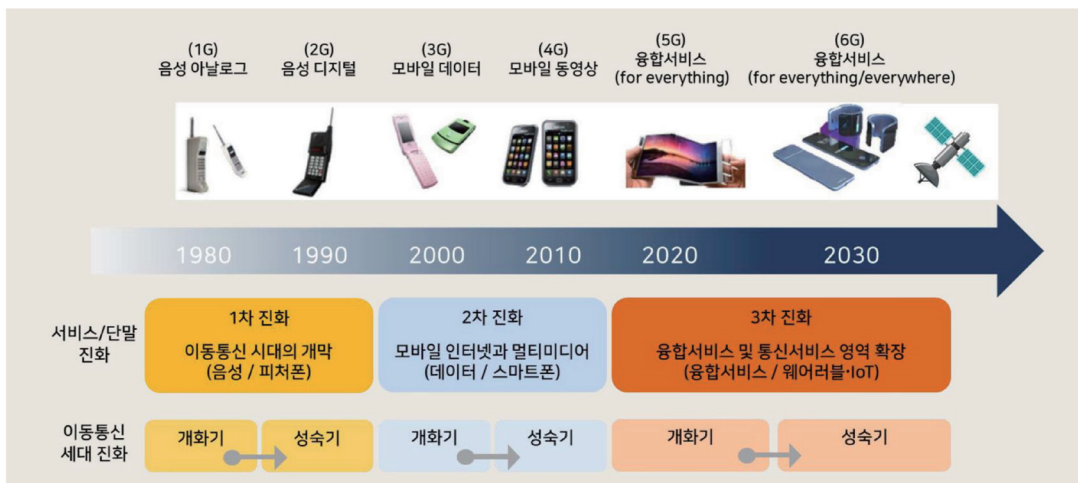 (1G)
음성 아날로그
(2G)
음성 디지털
(3G)
모바일 데이터
(4G)
모바일 동영상
(5G)
융합서비스
(for everything)
(6G)
융합서비스
(for everything/everywhere)
1980
1990
2000
2010
2020
2030
서비스/단말
진화
1차 진화
이동통신 시대의 개막
(음성 / 피처폰)
2차 진화
모바일 인터넷과 멀티미디어
(데이터 / 스마트폰)
3차 진화
융합서비스 및 통신서비스 영역 확장
(융합서비스 / 웨어러블·IoT)
이동통신
세대 진화
개화기
성숙기
개화기
성숙기
개화기
성숙기